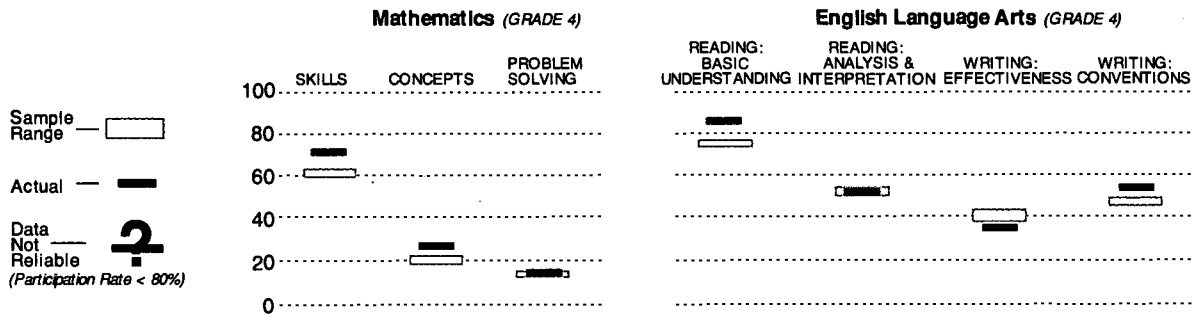 Mathematics (GRADE 4)
English Language Arts (GRADE 4)
SKILLS
CONCEPTS
PROBLEM
SOLVING
READING:
BASIC
UNDERSTANDING
READING:
ANALYSIS &
INTERPRETATION
WRITING:
EFFECTIVENESS
WRITING:
CONVENTIONS
Sample
Range
Actual
Data
Not
Reliable
?
(Participation Rate < 80%)
100
80
60
40
20
0